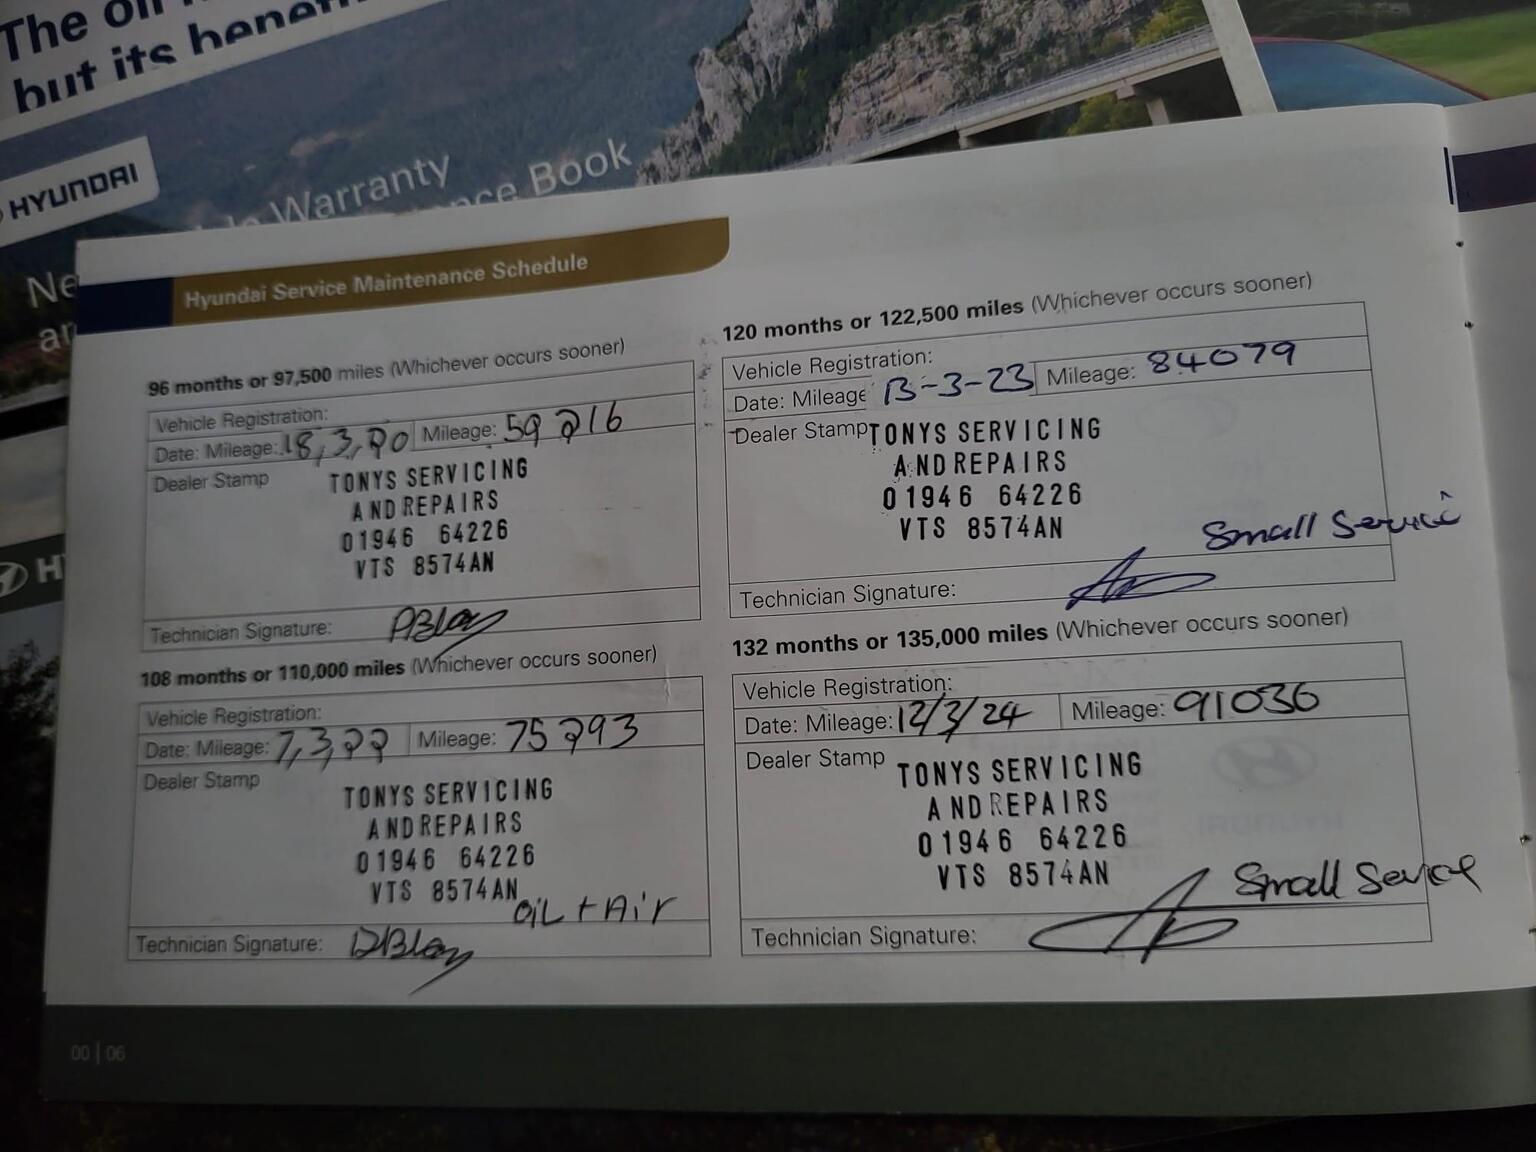 The oil
but its benef
HYUNDAI
Warranty
nce Book
Ne
an
H
Hyundai Service Maintenance Schedule
96 months or 97,500 miles (Whichever occurs sooner)
Vehicle Registration:
Date: Mileage: 18,3,20 Mileage: 59216
Dealer Stamp
TONYS SERVICING
AND REPAIRS
01946 64226
VTS 8574AN
Technician Signature:
108 months or 110,000 miles (Whichever occurs sooner)
Vehicle Registration:
Date: Mileage: 7,3,22 Mileage: 75293
Dealer Stamp
TONYS SERVICING
AND REPAIRS
01946 64226
VTS 8574AN
OIL + Air
Technician Signature:
120 months or 122,500 miles (Whichever occurs sooner)
Vehicle Registration:
Date: Mileage 13-3-23 Mileage: 84079
Dealer Stamp
TONYS SERVICING
AND REPAIRS
01946 64226
VTS 8574AN
Small Service
Technician Signature:
132 months or 135,000 miles (Whichever occurs sooner)
Vehicle Registration:
Date: Mileage: 12/3/24 Mileage: 91036
Dealer Stamp
TONYS SERVICING
AND REPAIRS
01946 64226
VTS 8574AN
Small Service
Technician Signature:
00 | 06